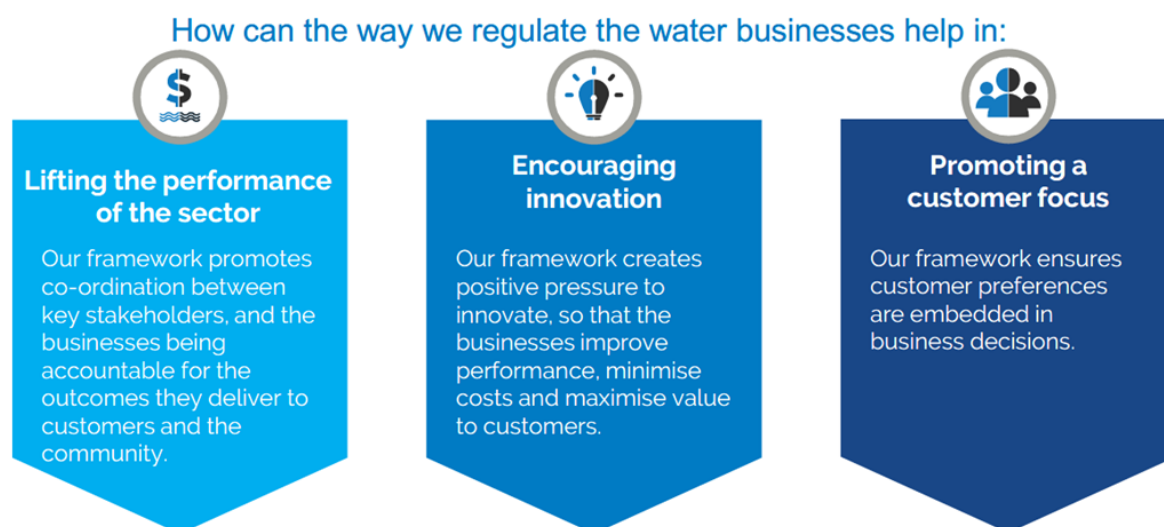 How can the way we regulate the water businesses help in:
Lifting the performance
of the sector
Our framework promotes
co-ordination between
key stakeholders, and the
businesses being
accountable for the
outcomes they deliver to
customers and the
community.
Encouraging
innovation
Our framework creates
positive pressure to
innovate, so that the
businesses improve
performance, minimise
costs and maximise value
to customers.
Promoting a
customer focus
Our framework ensures
customer preferences
are embedded in
business decisions.